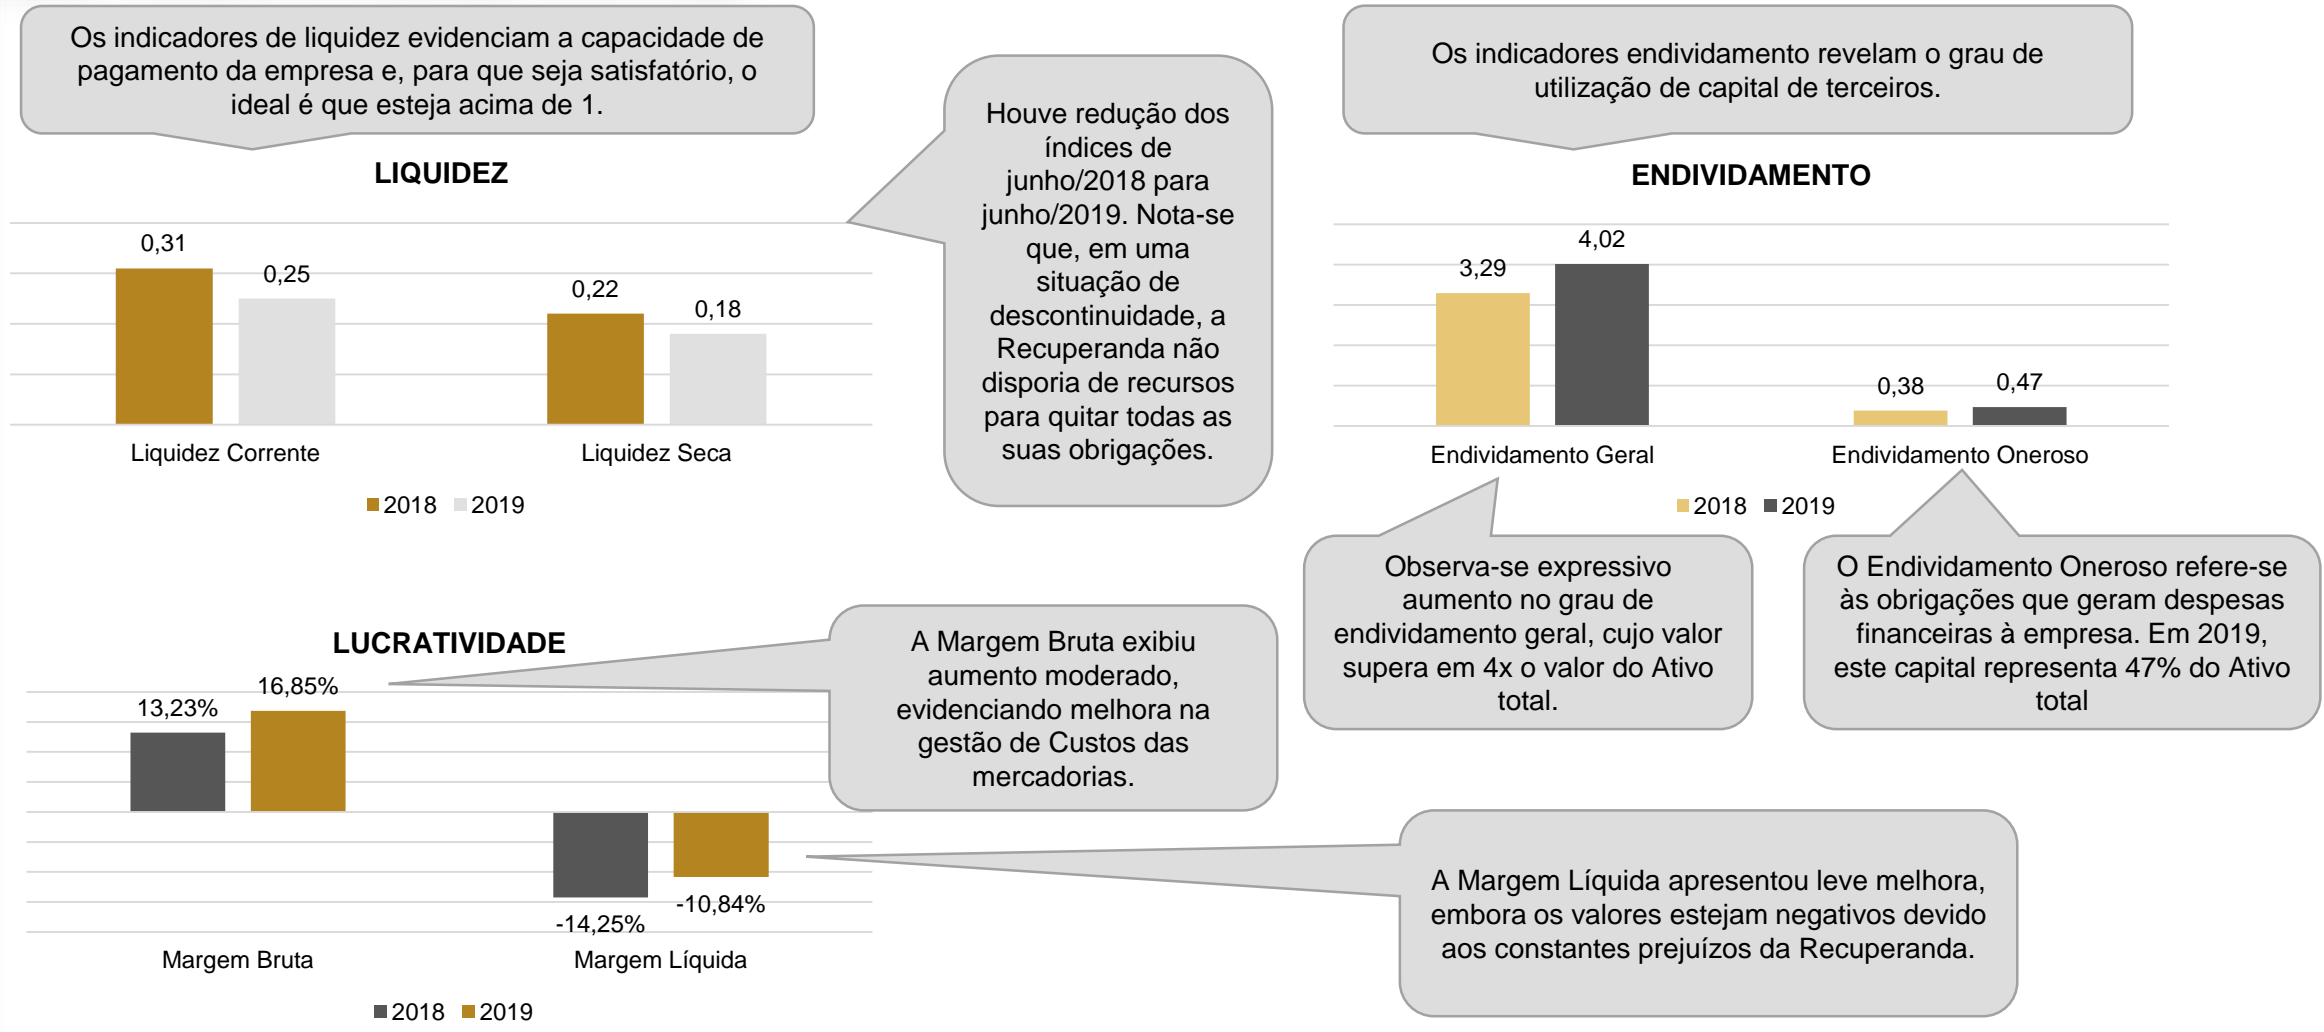 Os indicadores de liquidez evidenciam a capacidade de
pagamento da empresa e, para que seja satisfatório, o
ideal é que esteja acima de 1.
LIQUIDEZ
0,31
0,25
0,22
0,18
Liquidez Corrente
Liquidez Seca
2018
2019
Houve redução dos
índices de
junho/2018 para
junho/2019. Nota-se
que, em uma
situação de
descontinuidade, a
Recuperanda não
disporia de recursos
para quitar todas as
suas obrigações.
Os indicadores endividamento revelam o grau de
utilização de capital de terceiros.
ENDIVIDAMENTO
3,29
4,02
0,38
0,47
Endividamento Geral
Endividamento Oneroso
2018
2019
Observa-se expressivo
aumento no grau de
endividamento geral, cujo valor
supera em 4x o valor do Ativo
total.
O Endividamento Oneroso refere-se
às obrigações que geram despesas
financeiras à empresa. Em 2019,
este capital representa 47% do Ativo
total
LUCRATIVIDADE
13,23%
16,85%
-14,25%
-10,84%
Margem Bruta
Margem Líquida
2018
2019
A Margem Bruta exibiu
aumento moderado,
evidenciando melhora na
gestão de Custos das
mercadorias.
A Margem Líquida apresentou leve melhora,
embora os valores estejam negativos devido
aos constantes prejuízos da Recuperanda.